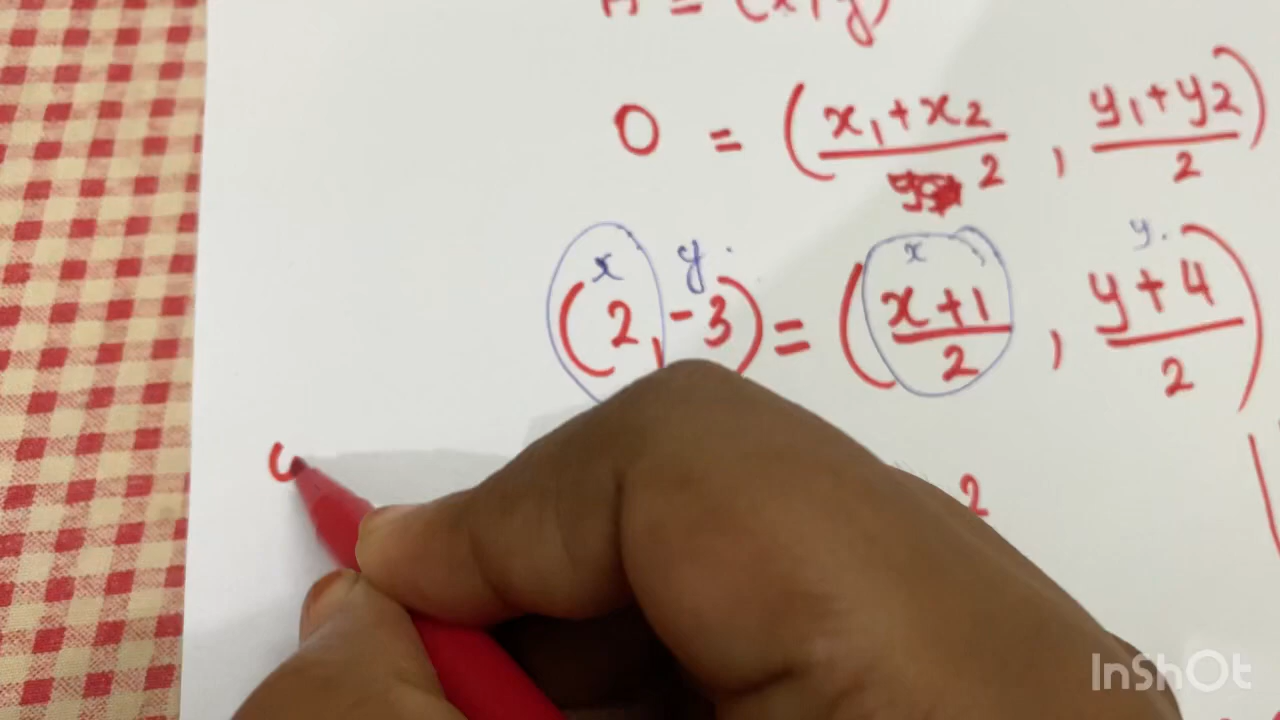 A = (x, y)
O = (x₁+x₂/2, y₁+y₂/2)
x y. x y.
(2, -3) = (x+1/2, y+4/2)
2
InShOt